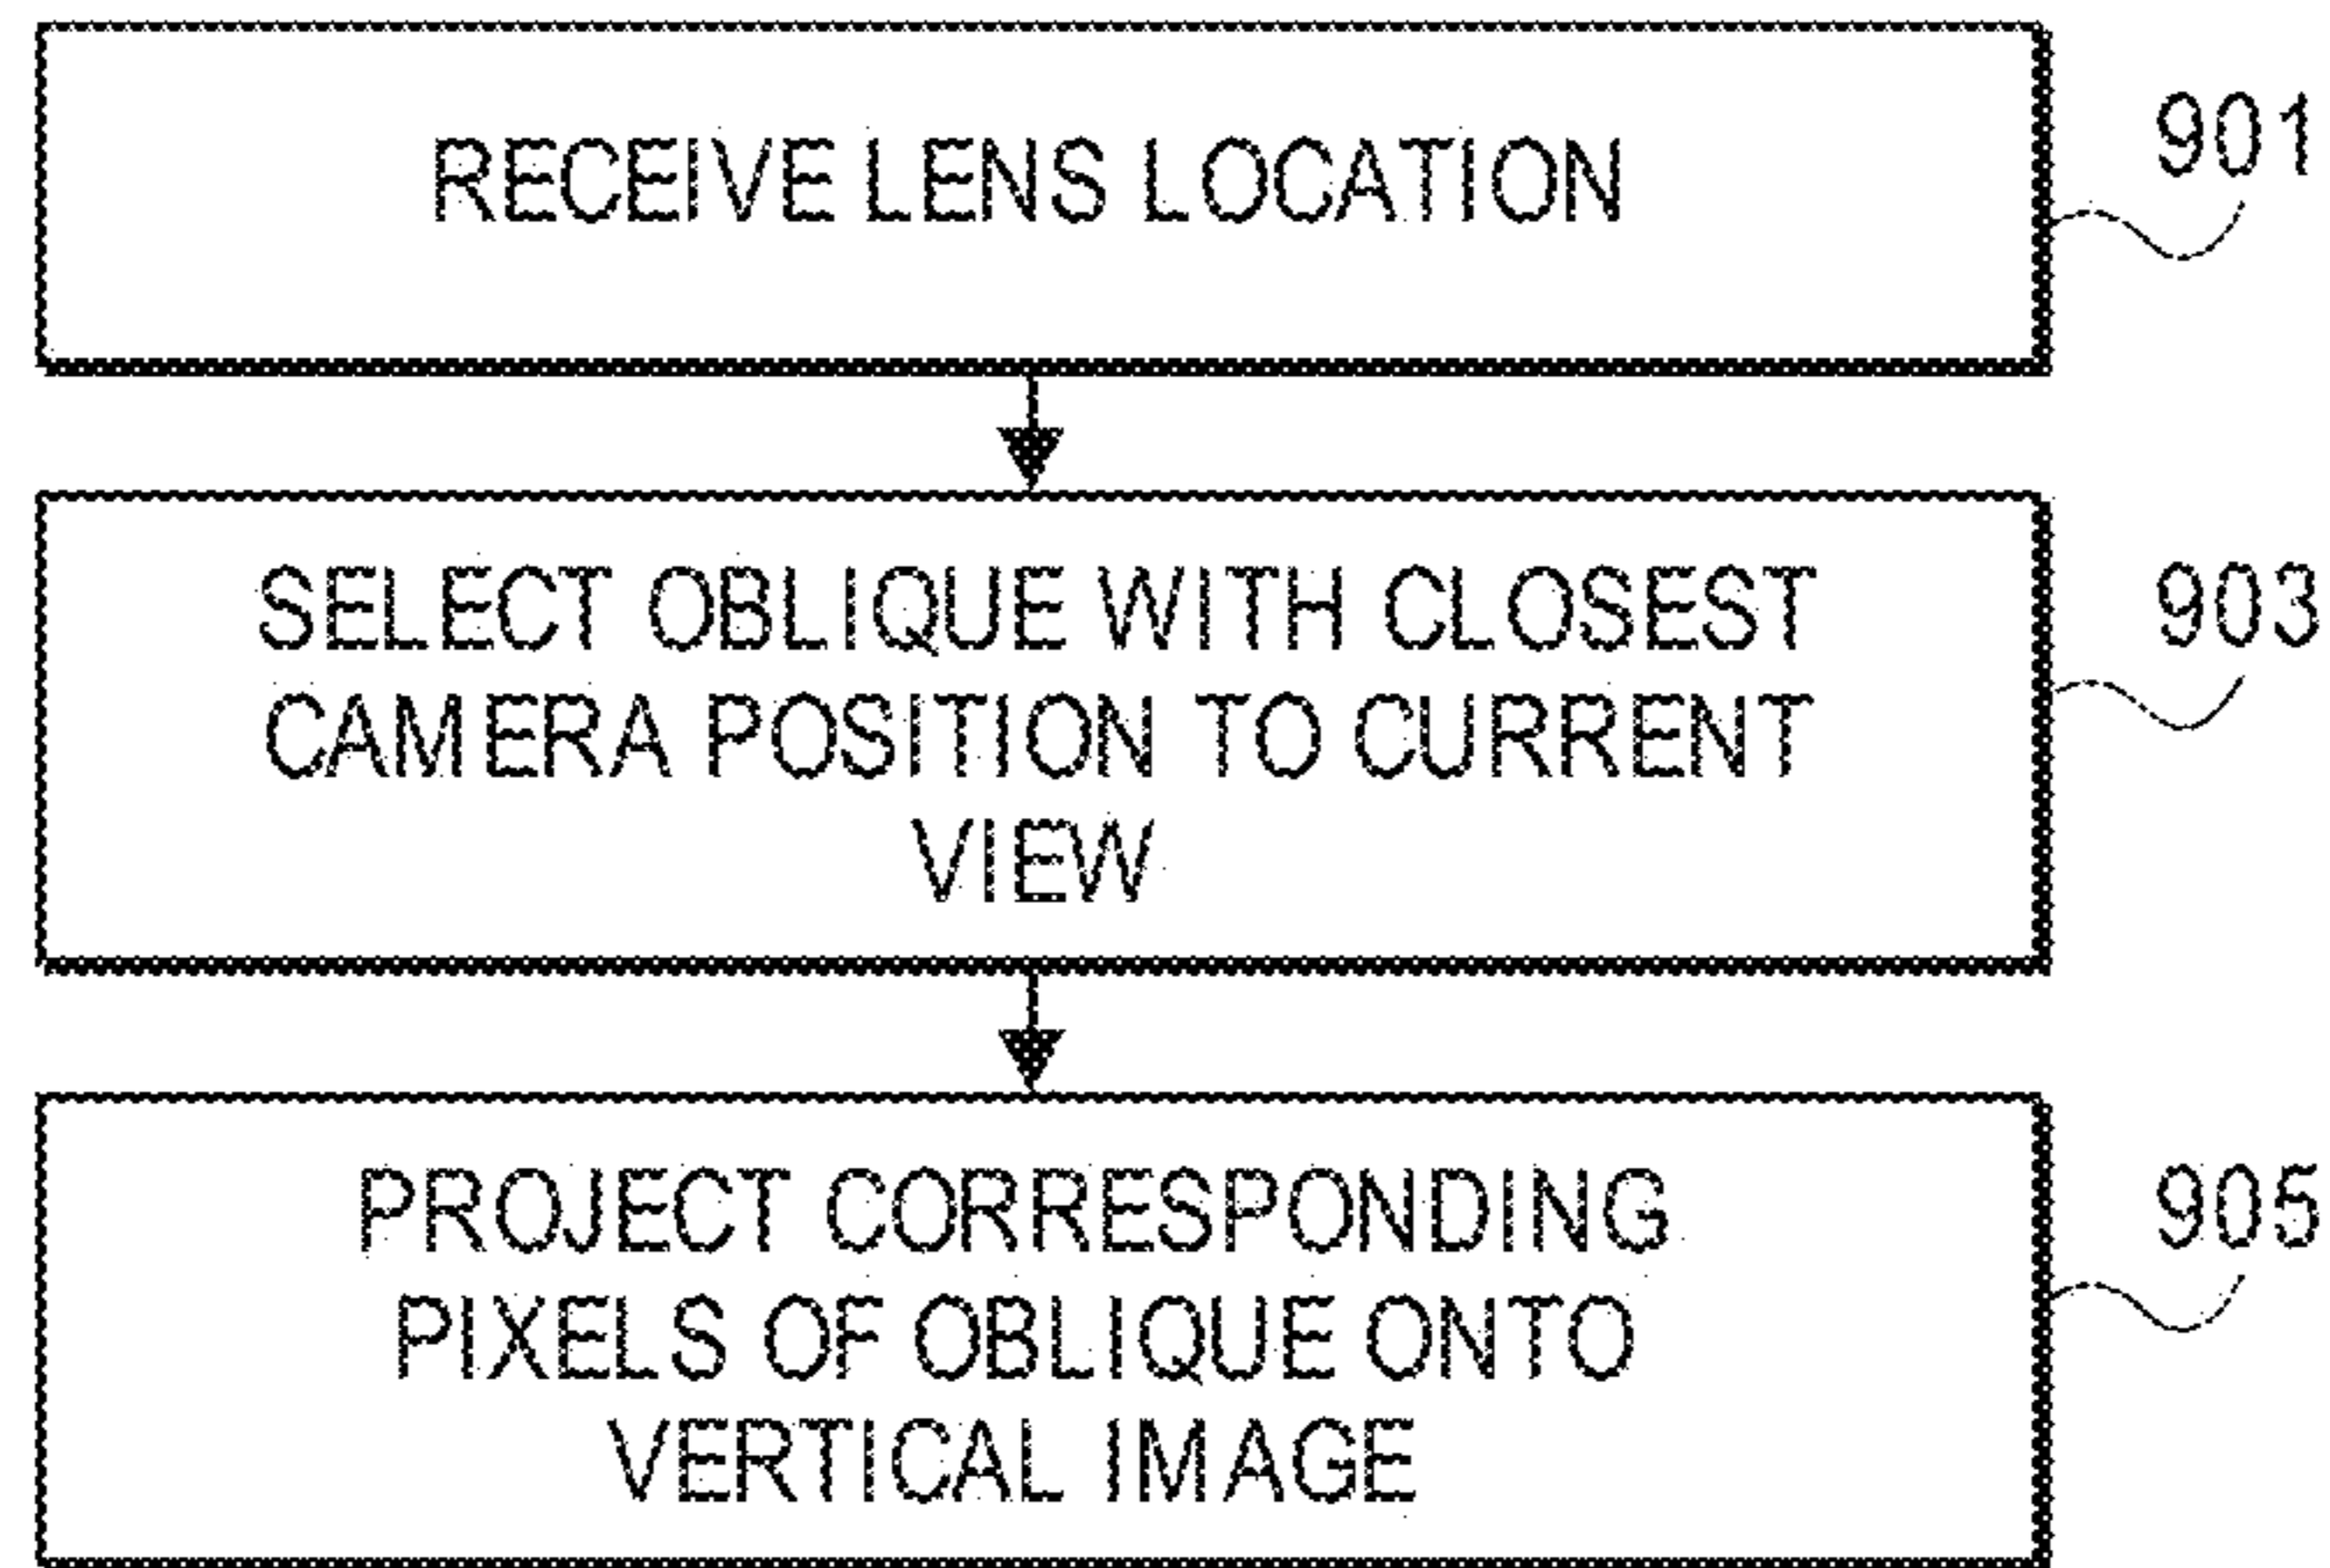 RECEIVE LENS LOCATION
901
SELECT OBLIQUE WITH CLOSEST
CAMERA POSITION TO CURRENT
VIEW
903
PROJECT CORRESPONDING
PIXELS OF OBLIQUE ONTO
VERTICAL IMAGE
905